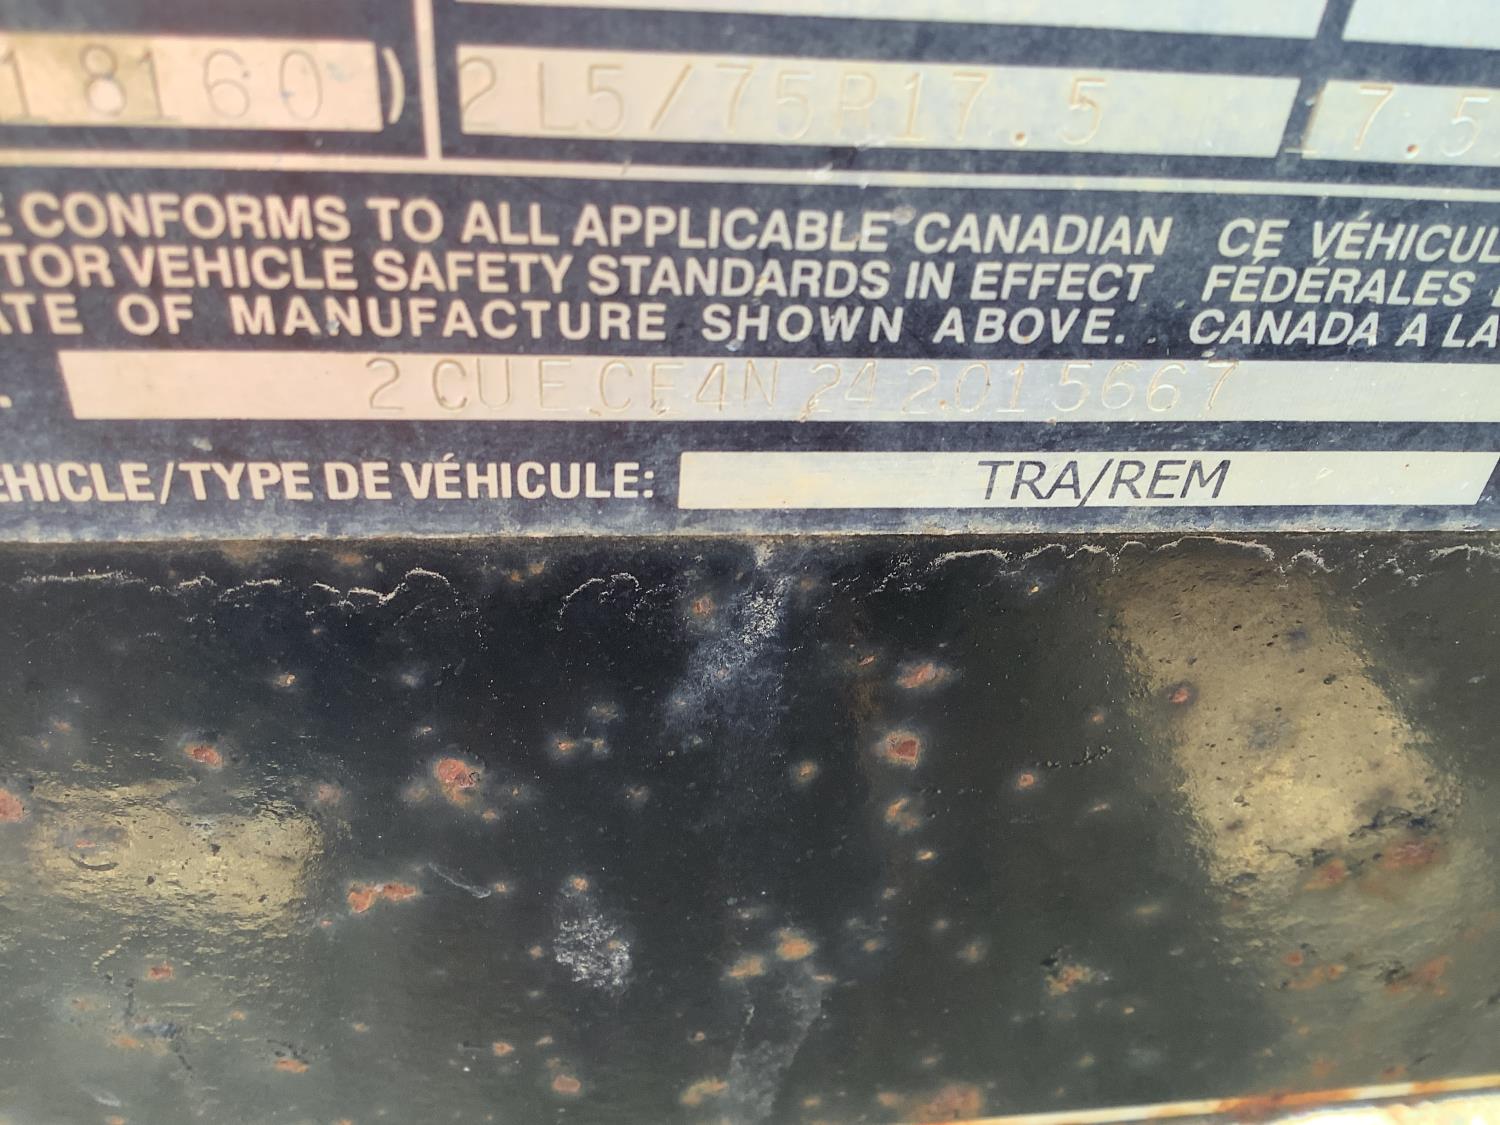 18160) 2L5/75R17.5 17.5
E CONFORMS TO ALL APPLICABLE CANADIAN
TOR VEHICLE SAFETY STANDARDS IN EFFECT
ATE OF MANUFACTURE SHOWN ABOVE.
CE VÉHICUL
FÉDÉRALES
CANADA A LA
2CUECE4N242015667
EHICLE/TYPE DE VÉHICULE: TRA/REM